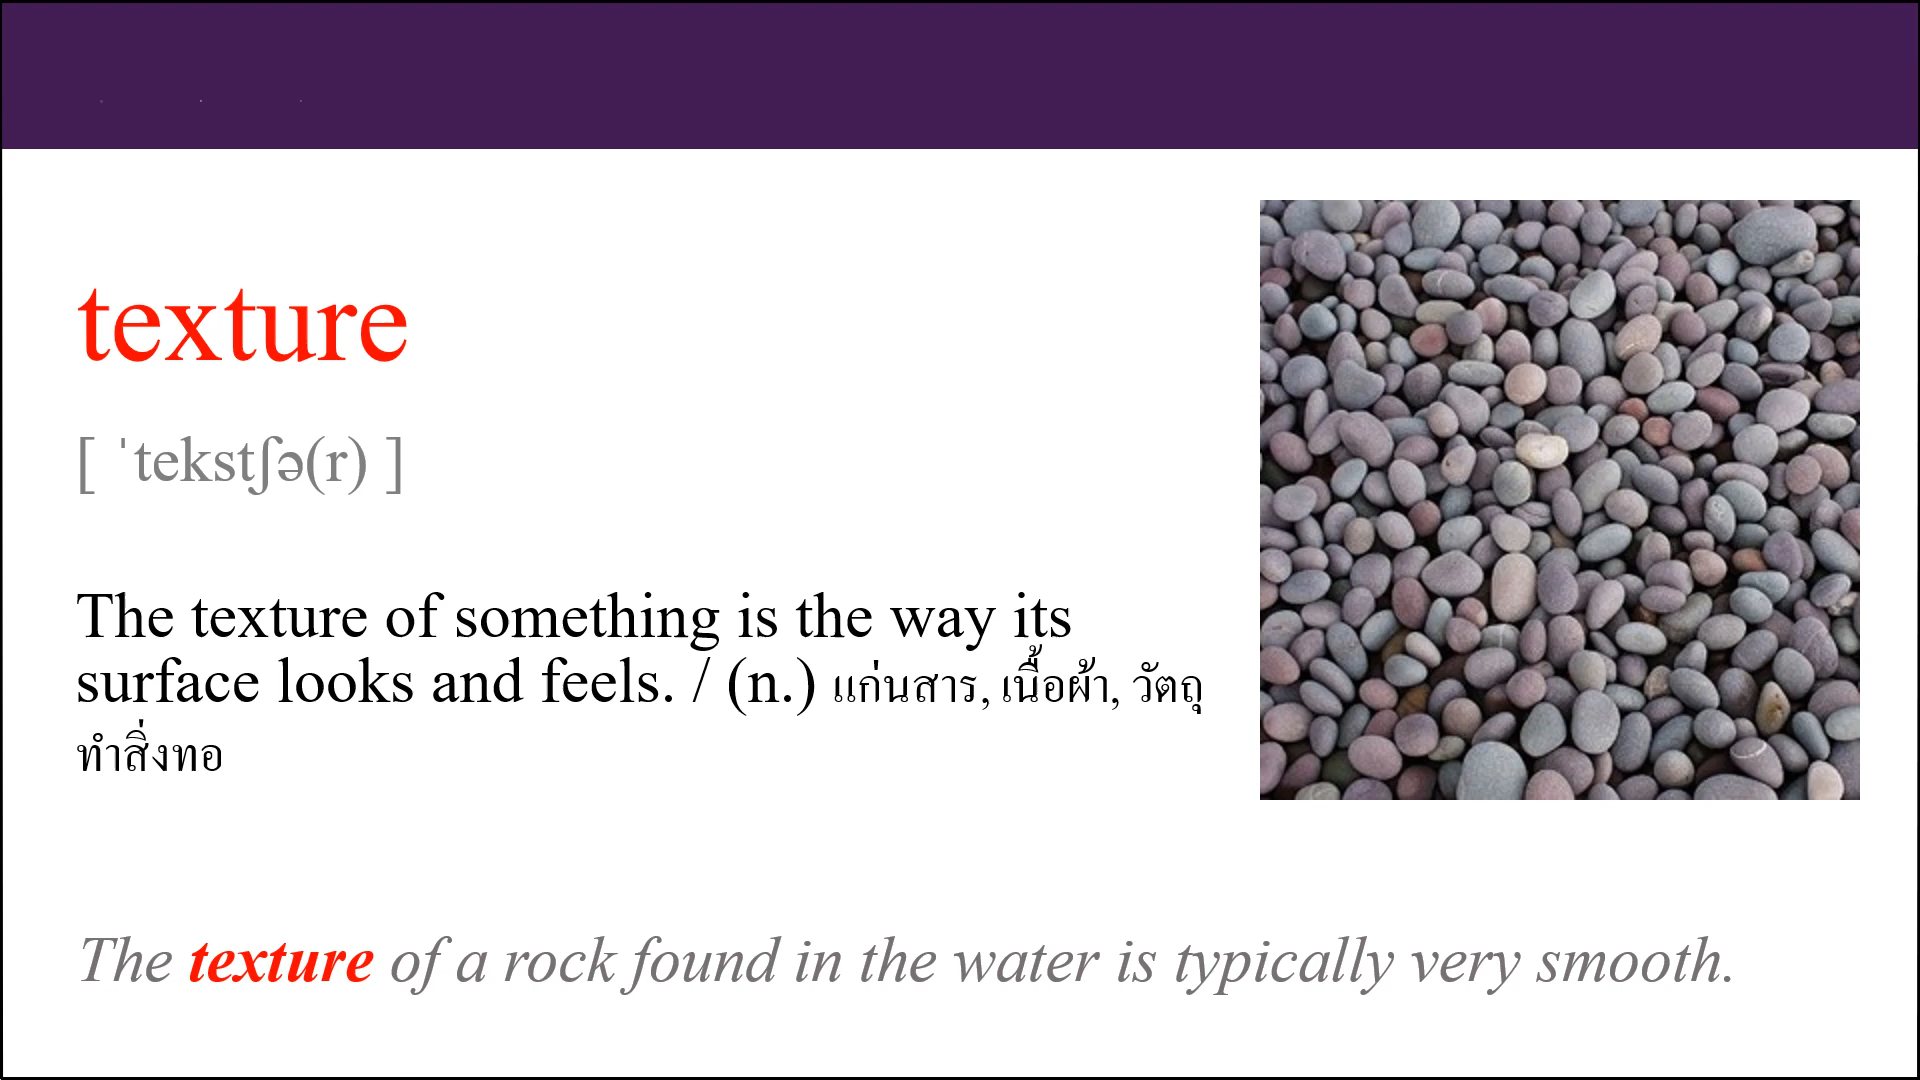 texture
[ ˈtekstʃə(r) ]
The texture of something is the way its
surface looks and feels. / (n.) แก่นสาร, เนื้อผ้า, วัตถุ
ทำสิ่งทอ
The texture of a rock found in the water is typically very smooth.